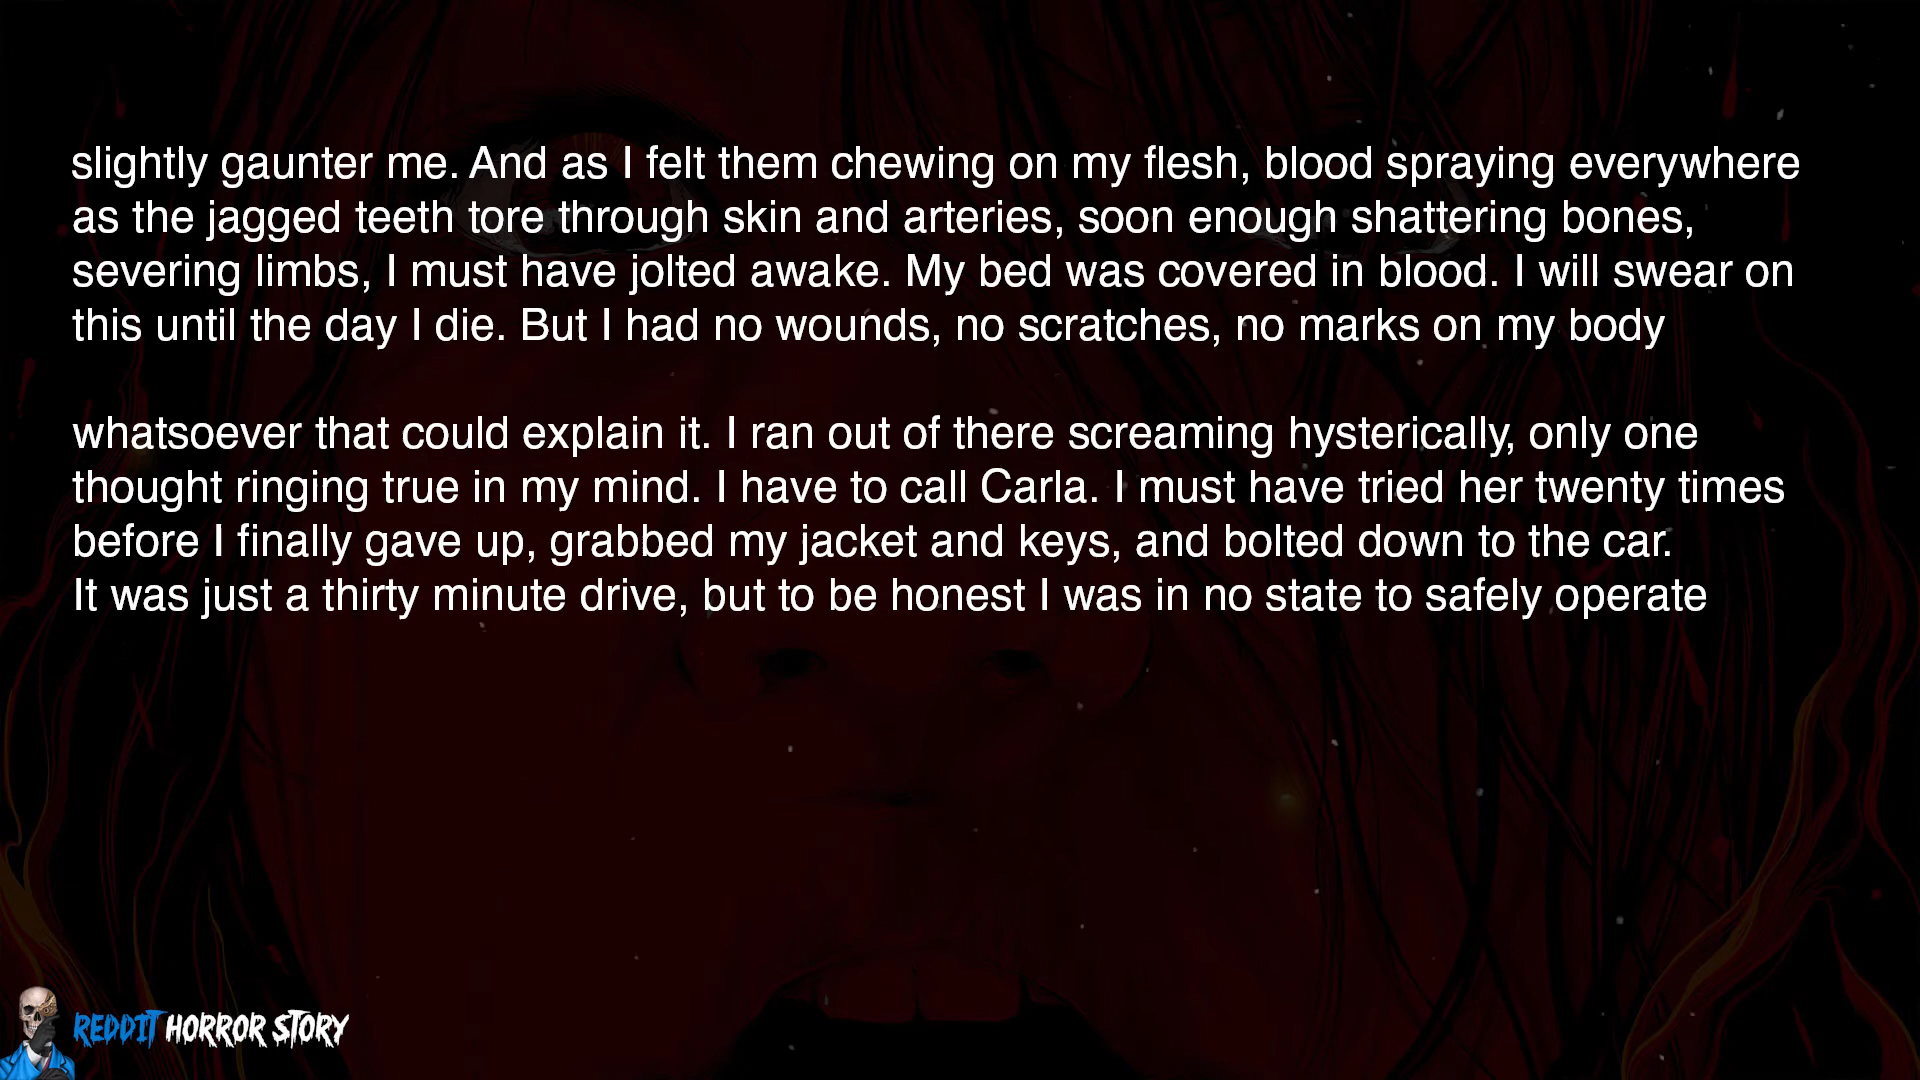 slightly gaunter me. And as I felt them chewing on my flesh, blood spraying everywhere
as the jagged teeth tore through skin and arteries, soon enough shattering bones,
severing limbs, I must have jolted awake. My bed was covered in blood. I will swear on
this until the day I die. But I had no wounds, no scratches, no marks on my body
whatsoever that could explain it. I ran out of there screaming hysterically, only one
thought ringing true in my mind. I have to call Carla. I must have tried her twenty times
before I finally gave up, grabbed my jacket and keys, and bolted down to the car.
It was just a thirty minute drive, but to be honest I was in no state to safely operate
REDDIT HORROR STORY